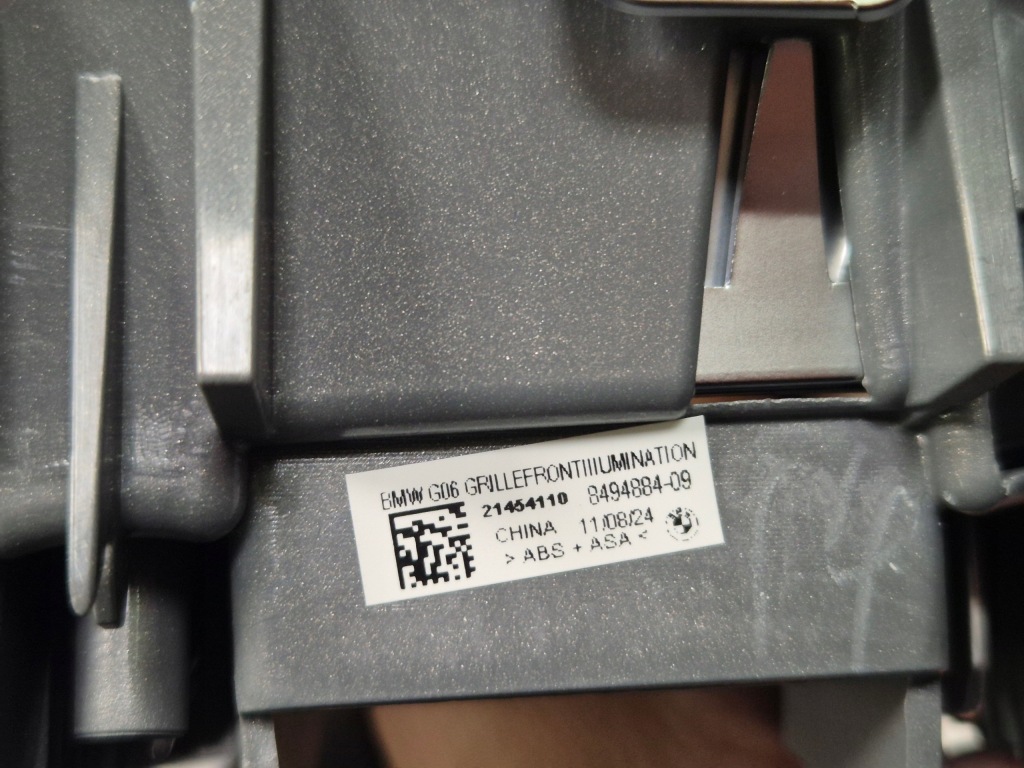 BMW G06 GRILLEFRONTIIIUMINATION
21454110 8494884-09
CHINA 11/08/24
> ABS + ASA <